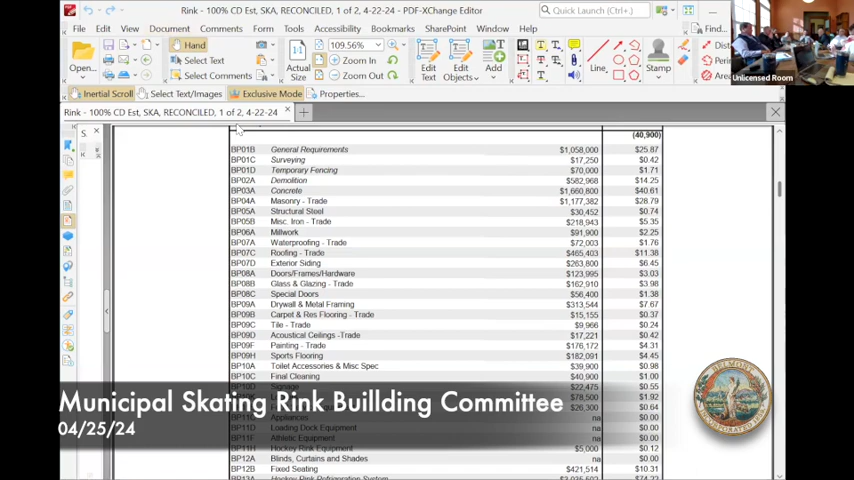 Rink - 100% CD Est, SKA, RECONCILED, 1 of 2, 4-22-24 - PDF-XChange Editor
Quick Launch (Ctrl+.)
File Home View Document Comments Form Tools Accessibility Bookmarks SharePoint Window Help
Find
Hand
Select Text
Select Comments
Open...
Actual Size
109.56%
Zoom In
Zoom Out
Edit Text
Edit Objects
Add
Line
Stamp
Unlicensed Room
Inertial Scroll Select Text/Images Exclusive Mode Properties...
Rink - 100% CD Est, SKA, RECONCILED, 1 of 2, 4-22-24
(40,900)
BP01B General Requirements $1,058,000 $25.87
BP01C Surveying $17,250 $0.42
BP01D Temporary Fencing $70,000 $1.71
BP02A Demolition $582,968 $14.25
BP03A Concrete $1,660,800 $40.61
BP04A Masonry - Trade $1,177,382 $28.79
BP05A Structural Steel $30,452 $0.74
BP05B Misc. Iron - Trade $218,943 $5.35
BP06A Millwork $91,900 $2.25
BP07A Waterproofing - Trade $72,003 $1.76
BP07C Roofing - Trade $465,403 $11.38
BP07D Exterior Siding $263,800 $6.45
BP08A Doors/Frames/Hardware $123,995 $3.03
BP08B Glass & Glazing - Trade $162,910 $3.98
BP08C Special Doors $56,400 $1.38
BP09A Drywall & Metal Framing $313,544 $7.67
BP09B Carpet & Res Flooring - Trade $15,155 $0.37
BP09C Tile - Trade $9,966 $0.24
BP09D Acoustical Ceilings -Trade $17,221 $0.42
BP09F Painting - Trade $176,172 $4.31
BP09H Sports Flooring $182,091 $4.45
BP10A Toilet Accessories & Misc Spec $39,900 $0.98
BP10C Final Cleaning $40,900 $1.00
BP10D Signage $22,475 $0.55
$78,500 $1.92
$26,300 $0.64
Appliances na $0.00
BP11D Loading Dock Equipment na $0.00
BP11F Athletic Equipment na $0.00
Hockey Rink Equipment $5,000 $0.12
BP12A Blinds, Curtains and Shades na $0.00
BP12B Fixed Seating $421,514 $10.31
BP13A Hockey Rink Refrigeration System
Municipal Skating Rink Buillding Committee
04/25/24
BELMONT
INCORPORATED